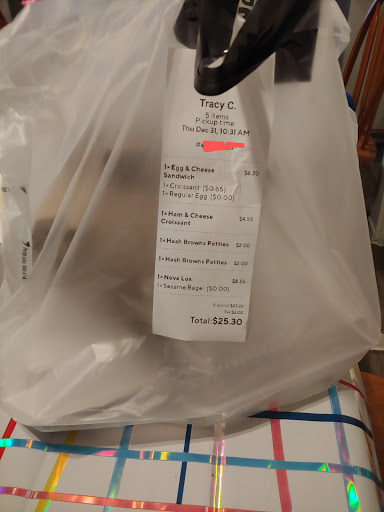 Tracy C.
5 items
Pickup time:
Thu Dec 31, 10:31 AM
1× Egg & Cheese $6.20
Sandwich
1× Croissant ($0.65)
1× Regular Egg ($0.00)
1× Ham & Cheese $4.55
Croissant
1× Hash Browns Patties $2.00
1× Hash Browns Patties $2.00
1× Nova Lox $8.55
1× Sesame Bagel ($0.00)
Total $25.30